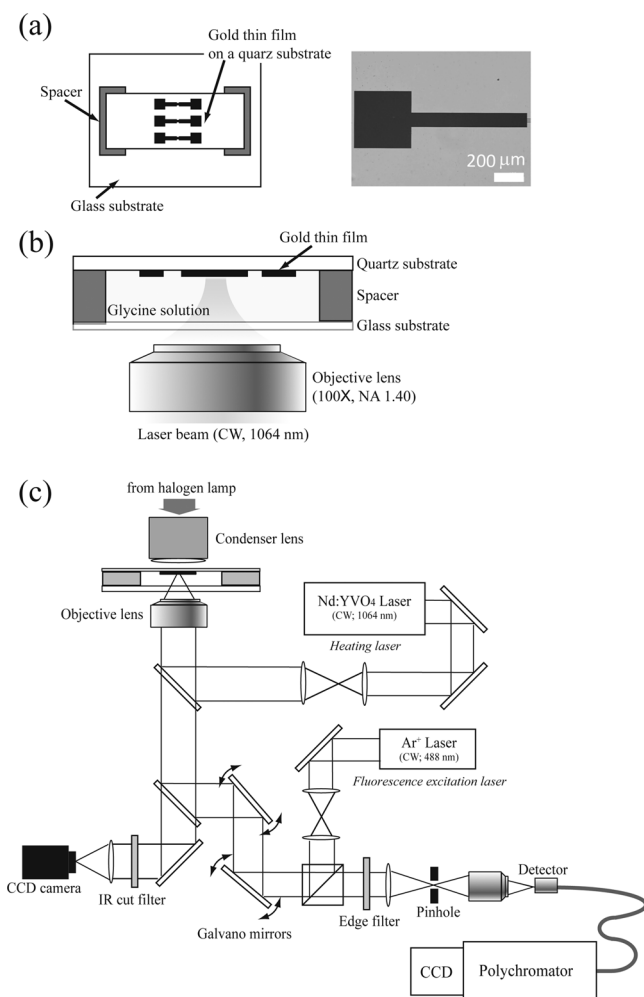 (a)
Gold thin film
on a quarz substrate
Spacer
Glass substrate
200 μm
(b)
Gold thin film
Quartz substrate
Glycine solution
Spacer
Glass substrate
Objective lens
(100X, NA 1.40)
Laser beam (CW, 1064 nm)
(c)
from halogen lamp
Condenser lens
Objective lens
Nd:YVO4 Laser
(CW; 1064 nm)
Heating laser
Ar+ Laser
(CW; 488 nm)
Fluorescence excitation laser
CCD camera
IR cut filter
Galvano mirrors
Edge filter
Pinhole
Detector
CCD
Polychromator